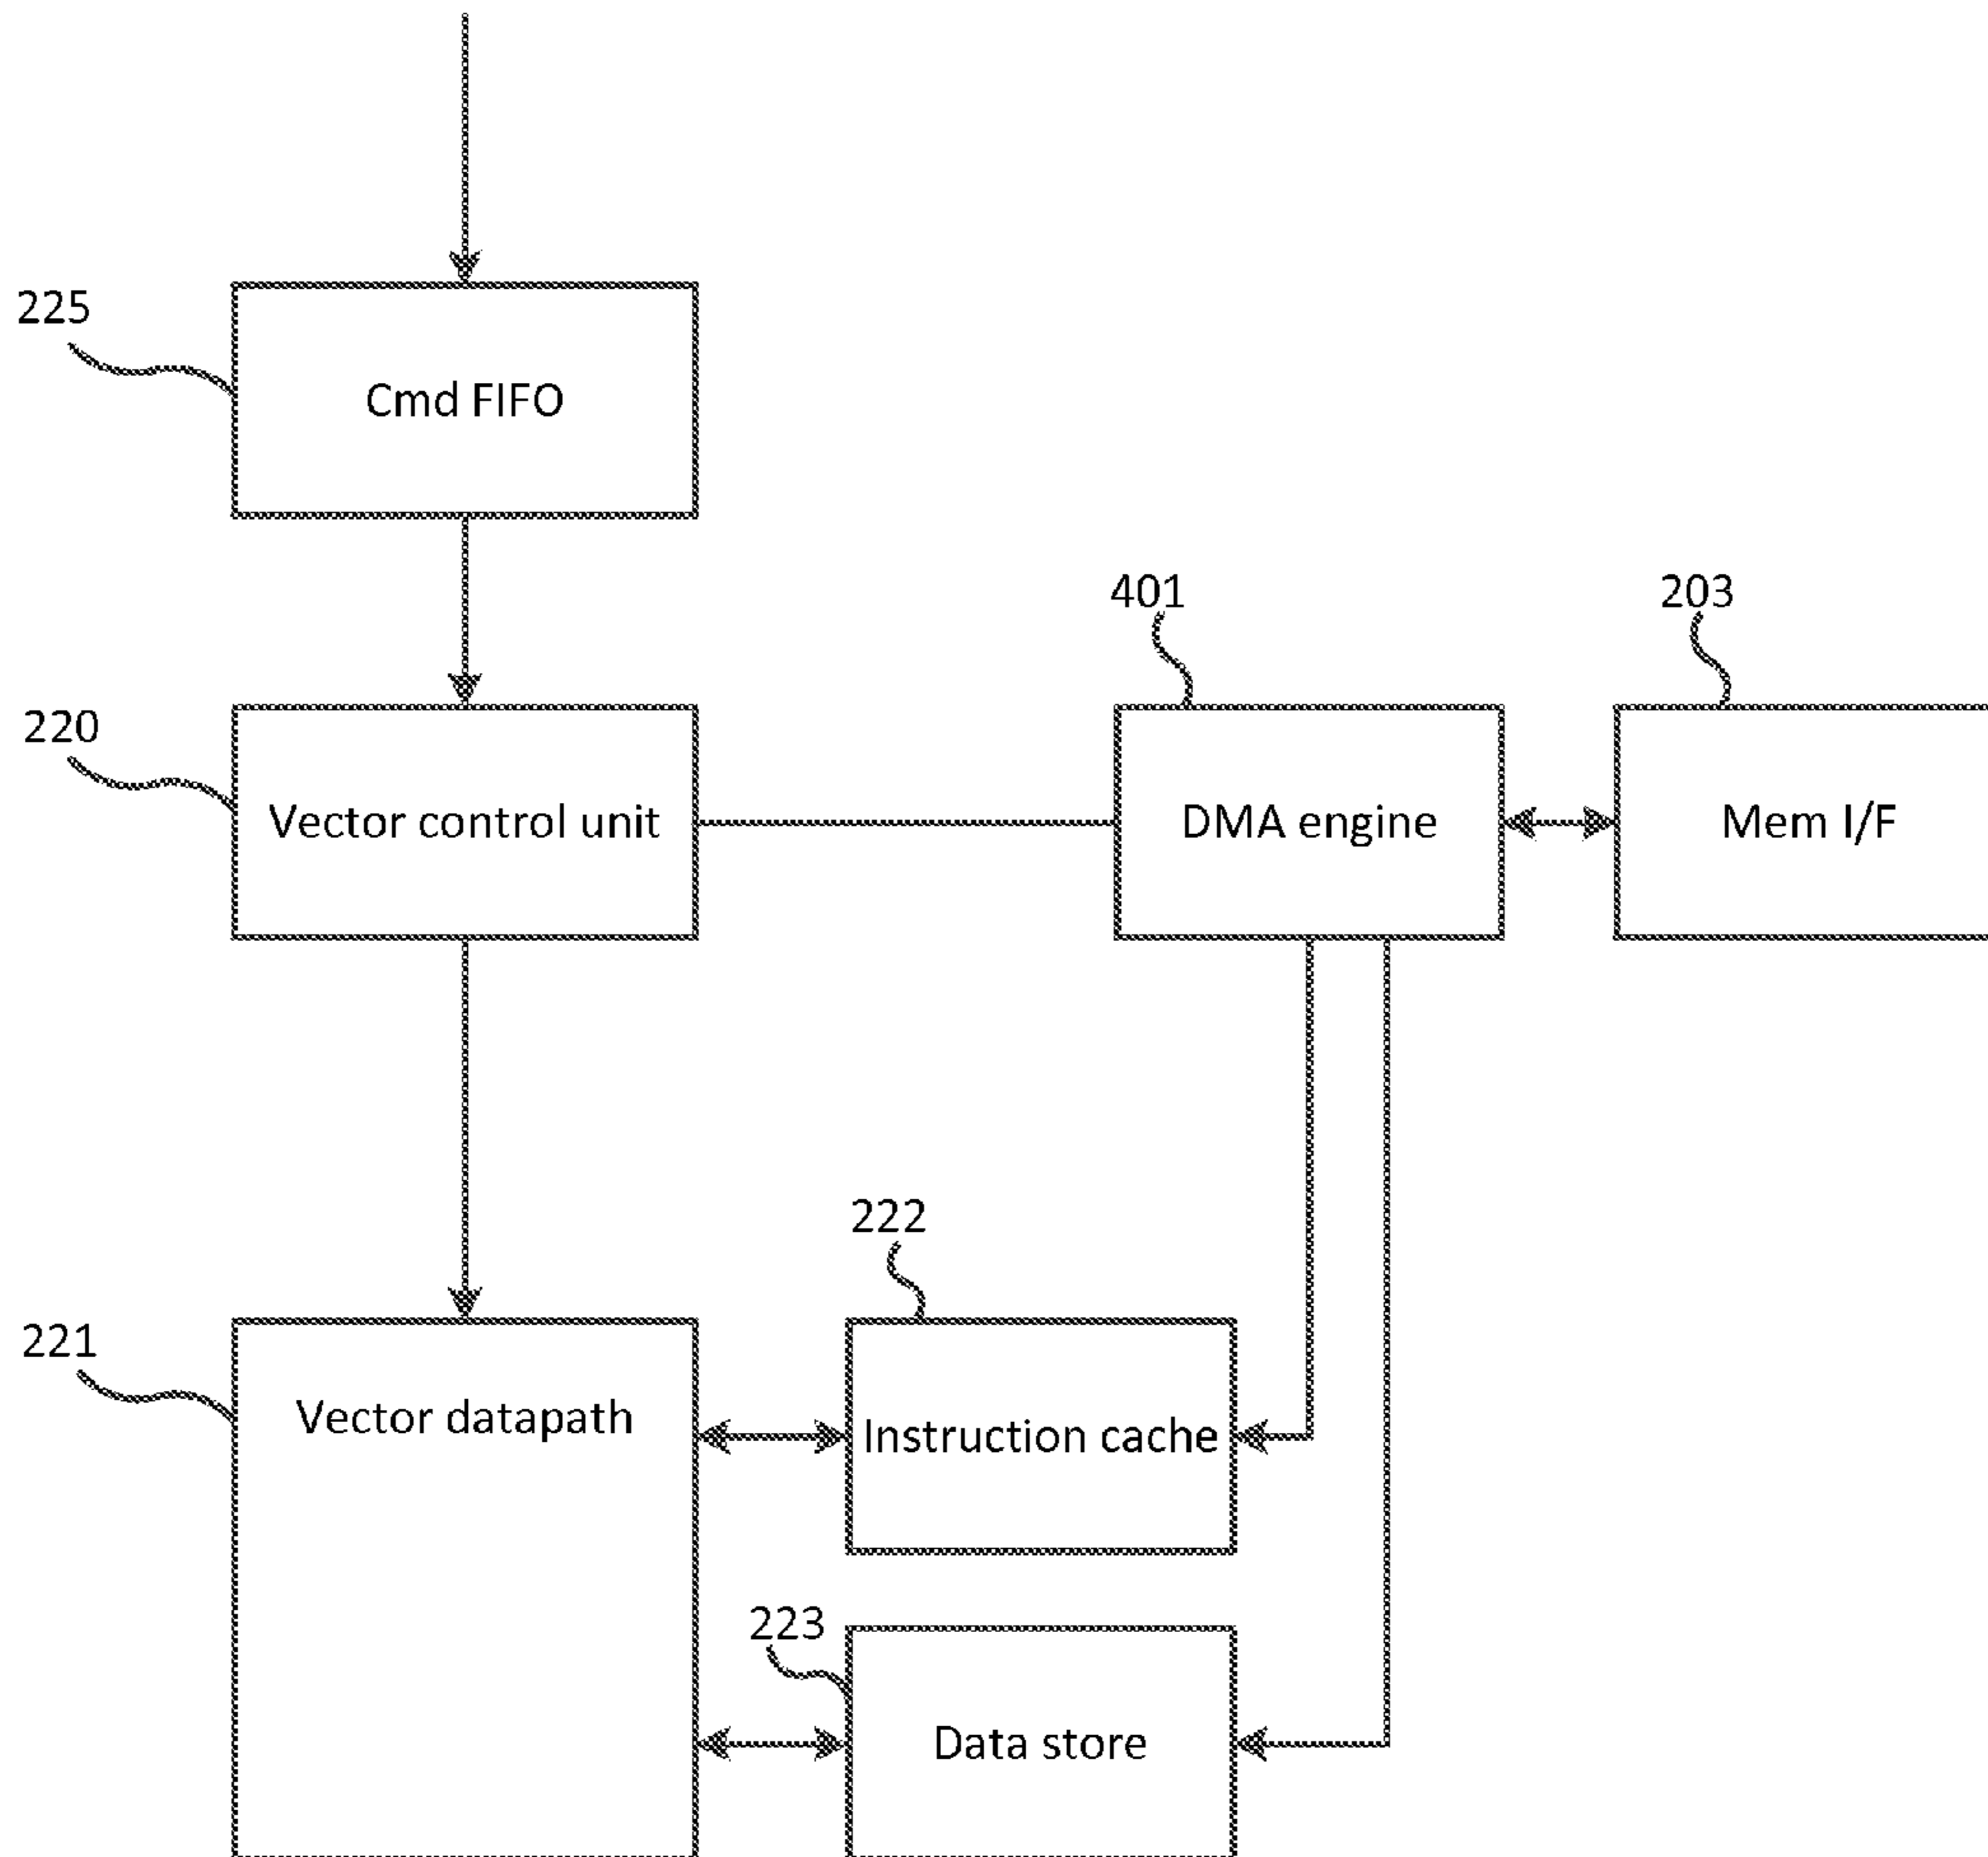 225
Cmd FIFO
401
203
220
Vector control unit
DMA engine
Mem I/F
222
221
Vector datapath
Instruction cache
223
Data store